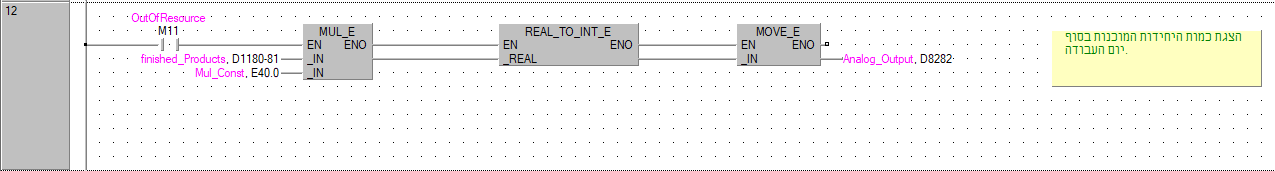 12
OutOfResource
M11
MUL_E
REAL_TO_INT_E
MOVE_E
EN ENO
EN ENO
EN ENO
finished_Products, D1180-81
_IN
_REAL
_IN
Analog_Output, D8282
Mul_Const, E40.0
_IN
הצגת כמות היחידות המוכנות בסוף
יום העבודה.